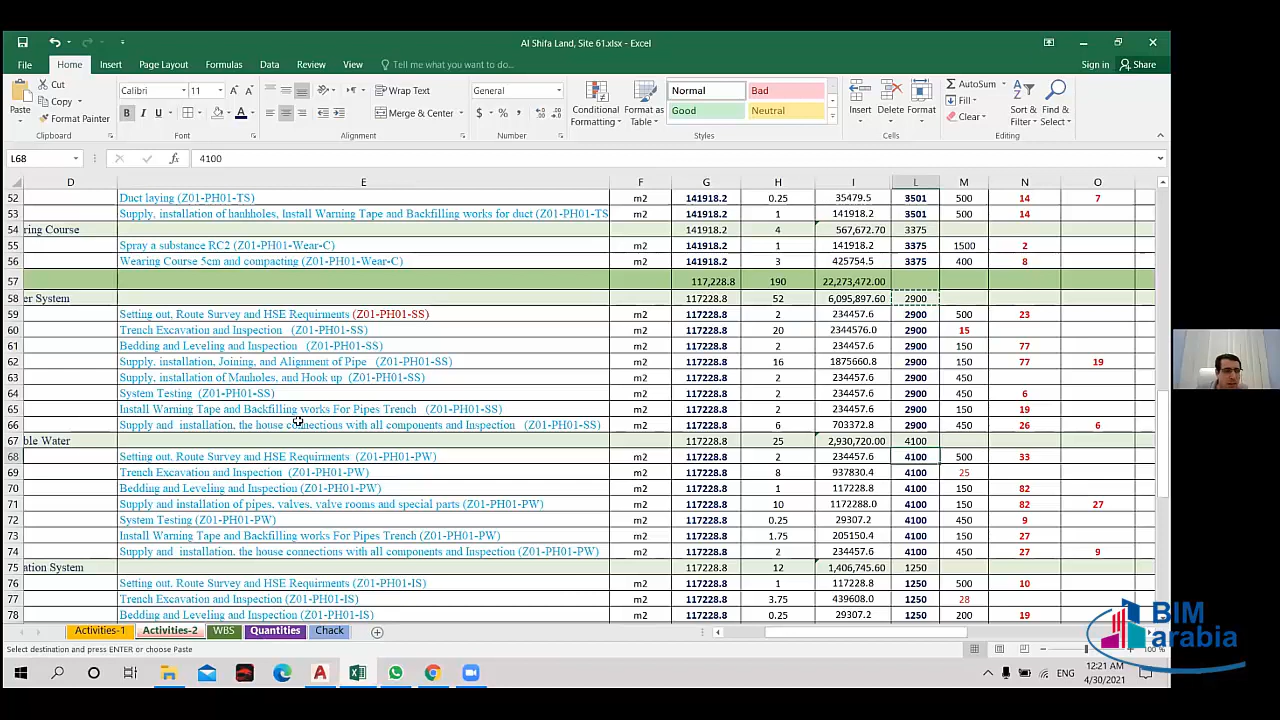 Al Shifa Land, Site 61.xlsx - Excel
File Home Insert Page Layout Formulas Data Review View Tell me what you want to do... Sign in Share
Paste Cut Copy Format Painter Clipboard
Calibri 11 B I U Font
Wrap Text Merge & Center Alignment
General $ % Number
Conditional Formatting Format as Table Normal Bad Good Neutral Styles
Insert Delete Format Cells
AutoSum Fill Clear Sort & Filter Find & Select Editing
L68 fx 4100
D E F G H I L M N O
52 Duct laying (Z01-PH01-TS) m2 141918.2 0.25 35479.5 3501 500 14 7
53 Supply, installation of hanhholes, Install Warning Tape and Backfilling works for duct (Z01-PH01-TS m2 141918.2 1 141918.2 3501 500 14
54 ring Course 141918.2 4 567,672.70 3375
55 Spray a substance RC2 (Z01-PH01-Wear-C) m2 141918.2 1 141918.2 3375 1500 2
56 Wearing Course 5cm and compacting (Z01-PH01-Wear-C) m2 141918.2 3 425754.5 3375 400 8
57 117,228.8 190 22,273,472.00
58 er System 117228.8 52 6,095,897.60 2900
59 Setting out, Route Survey and HSE Requirments (Z01-PH01-SS) m2 117228.8 2 234457.6 2900 500 23
60 Trench Excavation and Inspection (Z01-PH01-SS) m2 117228.8 20 2344576.0 2900 15
61 Bedding and Leveling and Inspection (Z01-PH01-SS) m2 117228.8 2 234457.6 2900 150 77
62 Supply, installation, Joining, and Alignment of Pipe (Z01-PH01-SS) m2 117228.8 16 1875660.8 2900 150 77 19
63 Supply, installation of Manholes, and Hook up (Z01-PH01-SS) m2 117228.8 2 234457.6 2900 450
64 System Testing (Z01-PH01-SS) m2 117228.8 2 234457.6 2900 450 6
65 Install Warning Tape and Backfilling works For Pipes Trench (Z01-PH01-SS) m2 117228.8 2 234457.6 2900 150 19
66 Supply and installation, the house connections with all components and Inspection (Z01-PH01-SS) m2 117228.8 6 703372.8 2900 450 26 6
67 ble Water 117228.8 25 2,930,720.00 4100
68 Setting out, Route Survey and HSE Requirments (Z01-PH01-PW) m2 117228.8 2 234457.6 4100 500 33
69 Trench Excavation and Inspection (Z01-PH01-PW) m2 117228.8 8 937830.4 4100 25
70 Bedding and Leveling and Inspection (Z01-PH01-PW) m2 117228.8 1 117228.8 4100 150 82
71 Supply and installation of pipes, valves, valve rooms and special parts (Z01-PH01-PW) m2 117228.8 10 1172288.0 4100 150 82 27
72 System Testing (Z01-PH01-PW) m2 117228.8 0.25 29307.2 4100 450 9
73 Install Warning Tape and Backfilling works For Pipes Trench (Z01-PH01-PW) m2 117228.8 1.75 205150.4 4100 150 27
74 Supply and installation, the house connections with all components and Inspection (Z01-PH01-PW) m2 117228.8 2 234457.6 4100 450 27 9
75 ation System 117228.8 12 1,406,745.60 1250
76 Setting out, Route Survey and HSE Requirments (Z01-PH01-IS) m2 117228.8 1 117228.8 1250 500 10
77 Trench Excavation and Inspection (Z01-PH01-IS) m2 117228.8 3.75 439608.0 1250 28
78 Bedding and Leveling and Inspection (Z01-PH01-IS) m2 117228.8 0.25 29307.2 1250 200 19
Activities-1 Activities-2 WBS Quantities Chack
Select destination and press ENTER or choose Paste 100 %
BIM arabia
ENG 12:21 AM
4/30/2021